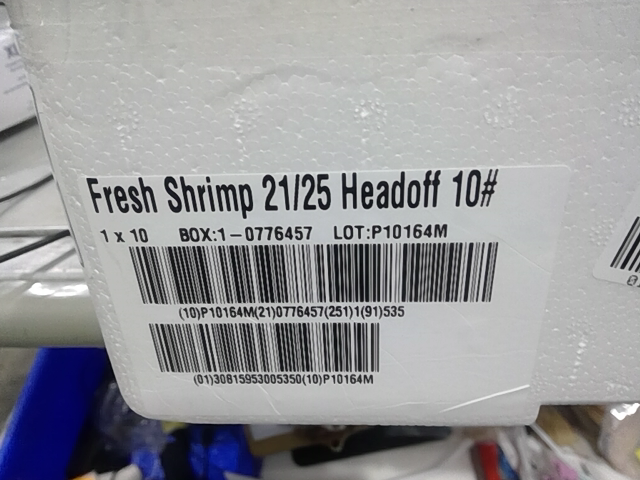 Fresh Shrimp 21/25 Headoff 10#
1 x 10 BOX:1-0776457 LOT:P10164M
(10)P10164M(21)0776457(251)1(91)535
(01)30815953005350(10)P10164M